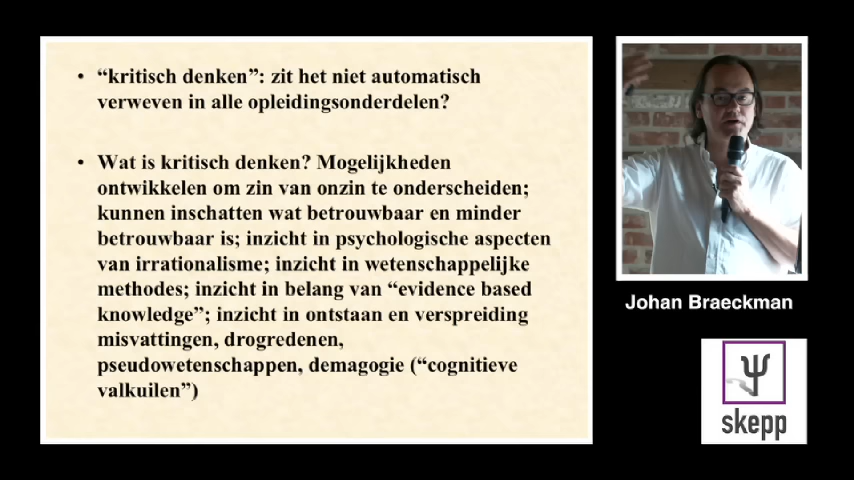 • “kritisch denken”: zit het niet automatisch
verweven in alle opleidingsonderdelen?
• Wat is kritisch denken? Mogelijkheden
ontwikkelen om zin van onzin te onderscheiden;
kunnen inschatten wat betrouwbaar en minder
betrouwbaar is; inzicht in psychologische aspecten
van irrationalisme; inzicht in wetenschappelijke
methodes; inzicht in belang van “evidence based
knowledge”; inzicht in ontstaan en verspreiding
misvattingen, drogredenen,
pseudowetenschappen, demagogie (“cognitieve
valkuilen”)
Johan Braeckman
skepp